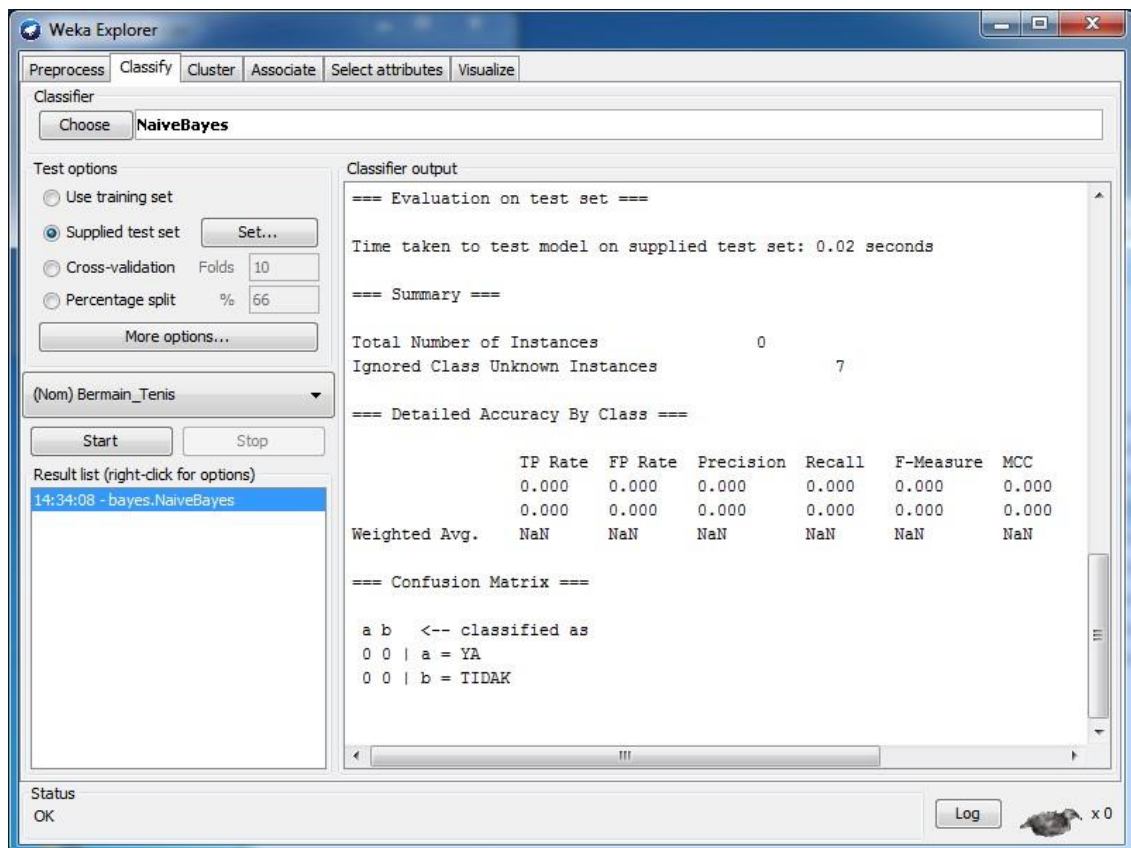 Weka Explorer
Preprocess Classify Cluster Associate Select attributes Visualize
Classifier
Choose NaiveBayes
Test options
Use training set
Supplied test set Set...
Cross-validation Folds 10
Percentage split % 66
More options...
(Nom) Bermain_Tenis
Start Stop
Result list (right-click for options)
14:34:08 - bayes.NaiveBayes
Classifier output
=== Evaluation on test set ===
Time taken to test model on supplied test set: 0.02 seconds
=== Summary ===
Total Number of Instances 0
Ignored Class Unknown Instances 7
=== Detailed Accuracy By Class ===
TP Rate FP Rate Precision Recall F-Measure MCC
0.000 0.000 0.000 0.000 0.000 0.000
0.000 0.000 0.000 0.000 0.000 0.000
Weighted Avg. NaN NaN NaN NaN NaN NaN
=== Confusion Matrix ===
a b <-- classified as
0 0 | a = YA
0 0 | b = TIDAK
Status
OK
Log
x 0